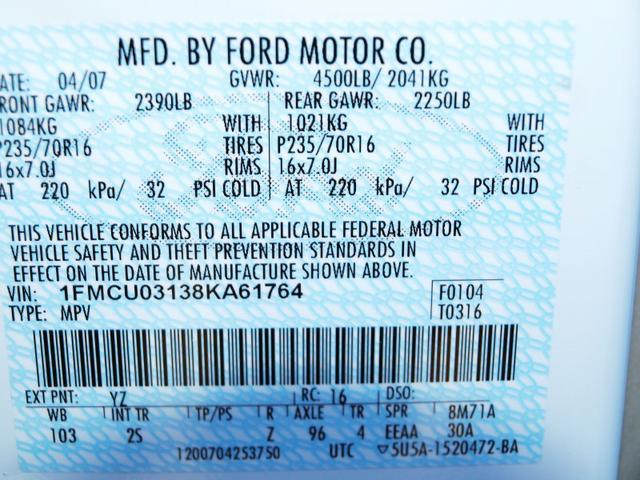 MFD. BY FORD MOTOR CO.
DATE: 04/07 GVWR: 4500LB/ 2041KG
FRONT GAWR: 2390LB REAR GAWR: 2250LB
1084KG WITH 1021KG WITH
P235/70R16 TIRES P235/70R16 TIRES
16x7.0J RIMS 16x7.0J RIMS
AT 220 kPa/ 32 PSI COLD AT 220 kPa/ 32 PSI COLD
THIS VEHICLE CONFORMS TO ALL APPLICABLE FEDERAL MOTOR
VEHICLE SAFETY AND THEFT PREVENTION STANDARDS IN
EFFECT ON THE DATE OF MANUFACTURE SHOWN ABOVE.
VIN: 1FMCU03138KA61764 F0104
TYPE: MPV T0316
EXT PNT: YZ RC: 16 DSO:
WB INT TR TP/PS R AXLE TR SPR 8M71A
103 2S Z 96 4 EEAA 30A
1200704253750 UTC ▽5U5A-1520472-BA